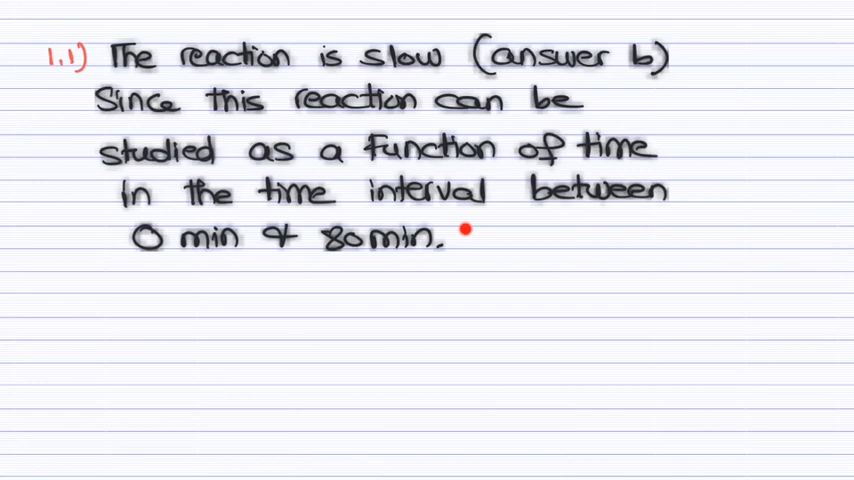 1.1) The reaction is slow (answer b)
Since this reaction can be
studied as a function of time
in the time interval between
0 min & 80 min.